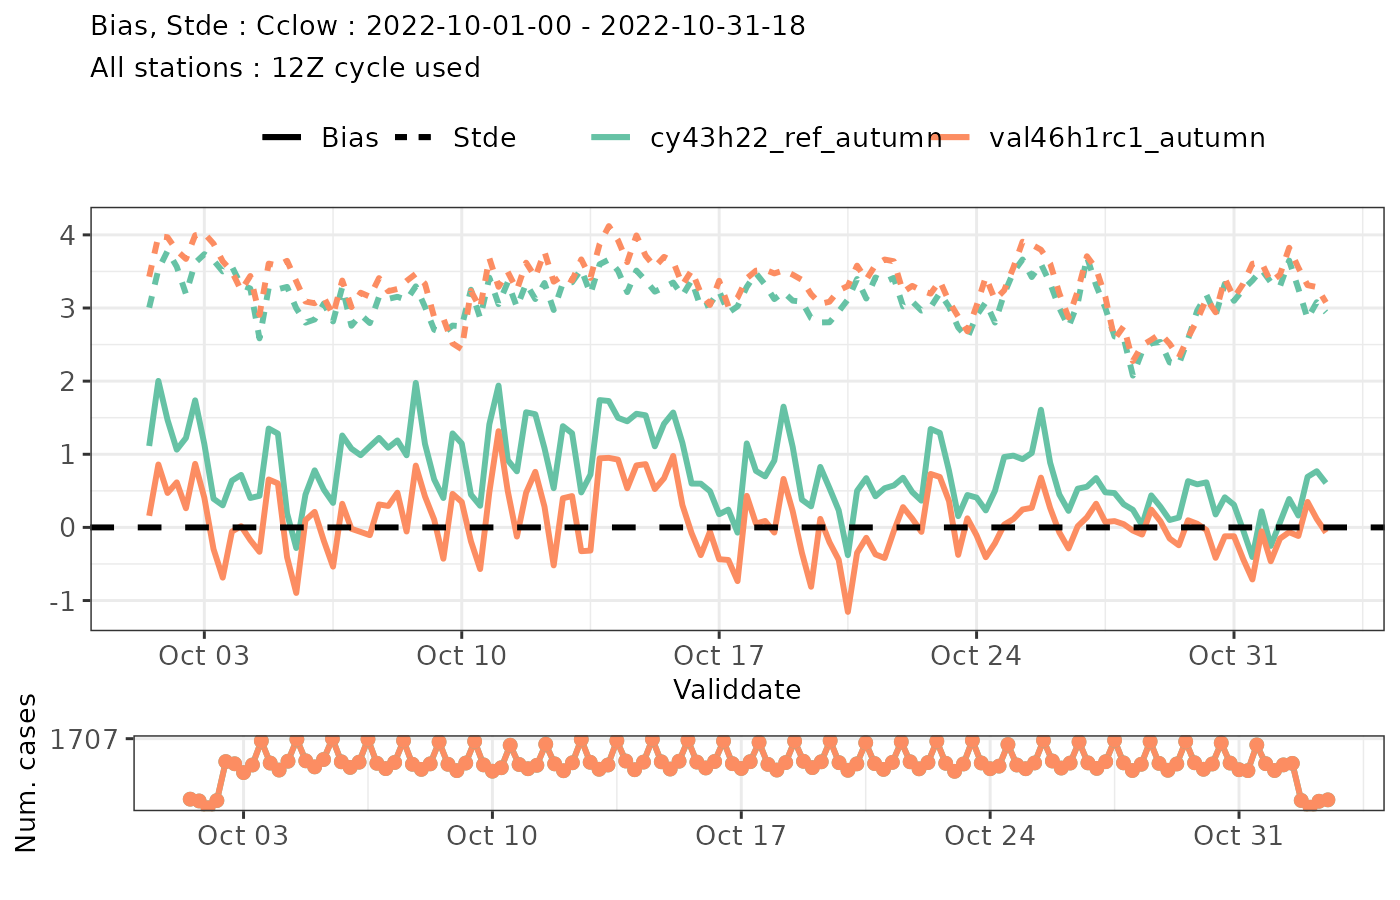 Bias, Stde : Cclow : 2022-10-01-00 - 2022-10-31-18
All stations : 12Z cycle used
Bias Stde cy43h22_ref_autumn val46h1rc1_autumn
4
3
2
1
0
-1
Oct 03 Oct 10 Oct 17 Oct 24 Oct 31
Validdate
Num. cases
1707
Oct 03 Oct 10 Oct 17 Oct 24 Oct 31